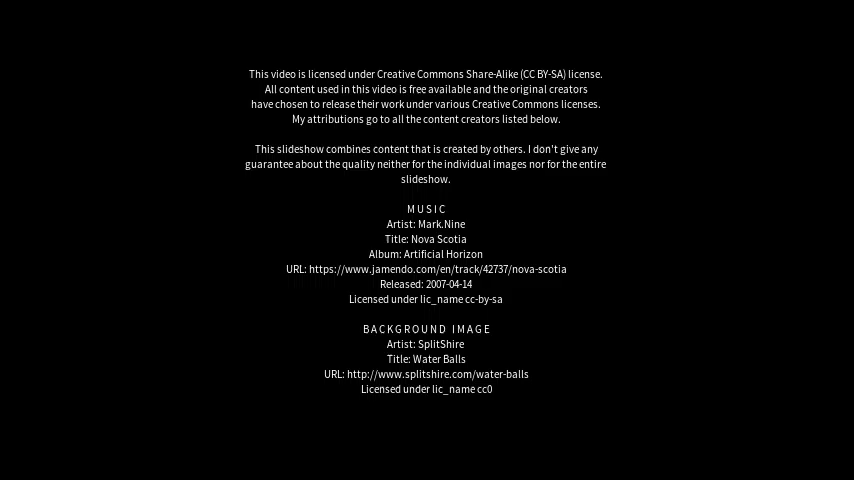 This video is licensed under Creative Commons Share-Alike (CC BY-SA) license.
All content used in this video is free available and the original creators
have chosen to release their work under various Creative Commons licenses.
My attributions go to all the content creators listed below.
This slideshow combines content that is created by others. I don't give any
guarantee about the quality neither for the individual images nor for the entire
slideshow.
MUSIC
Artist: Mark.Nine
Title: Nova Scotia
Album: Artificial Horizon
URL: https://www.jamendo.com/en/track/42737/nova-scotia
Released: 2007-04-14
Licensed under lic_name cc-by-sa
BACKGROUND IMAGE
Artist: SplitShire
Title: Water Balls
URL: http://www.splitshire.com/water-balls
Licensed under lic_name cc0